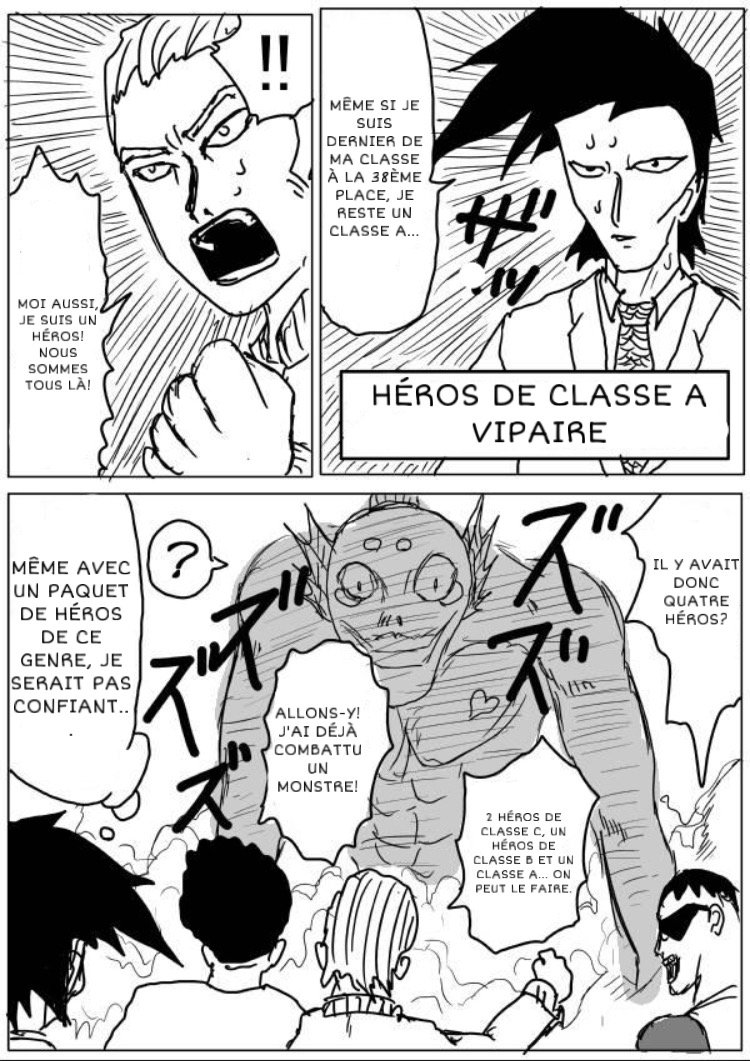 MÊME SI JE
SUIS
DERNIER DE
MA CLASSE
À LA 38ÈME
PLACE, JE
RESTE UN
CLASSE A...
ザッ
HÉROS DE CLASSE A
VIPAIRE
!!
MOI AUSSI,
JE SUIS UN
HÉROS!
NOUS
SOMMES
TOUS LÀ!
IL Y AVAIT
DONC
QUATRE
HÉROS?
?
ズズ
ズズズ
MÊME AVEC
UN PAQUET
DE HÉROS
DE CE
GENRE, JE
SERAIT PAS
CONFIANT..
.
ALLONS-Y!
J'AI DÉJÀ
COMBATTU
UN
MONSTRE!
2 HÉROS DE
CLASSE C, UN
HÉROS DE
CLASSE B ET UN
CLASSE A... ON
PEUT LE FAIRE.